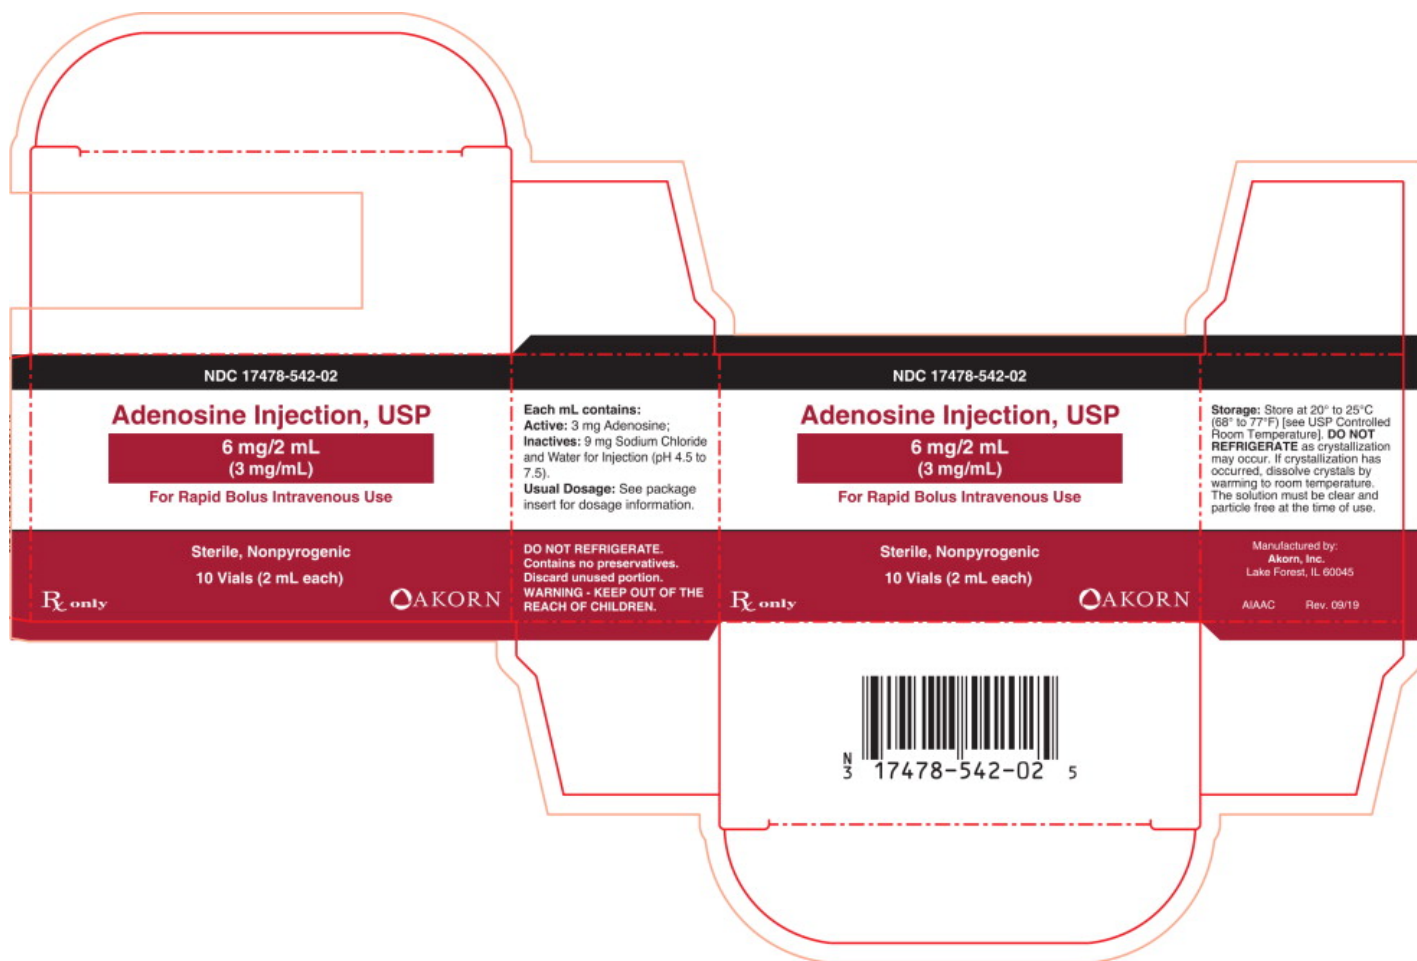 NDC 17478-542-02
Adenosine Injection, USP
6 mg/2 mL
(3 mg/mL)
For Rapid Bolus Intravenous Use
Sterile, Nonpyrogenic
10 Vials (2 mL each)
Rx only
AKORN
Each mL contains:
Active: 3 mg Adenosine;
Inactives: 9 mg Sodium Chloride
and Water for Injection (pH 4.5 to
7.5).
Usual Dosage: See package
insert for dosage information.
DO NOT REFRIGERATE.
Contains no preservatives.
Discard unused portion.
WARNING - KEEP OUT OF THE
REACH OF CHILDREN.
NDC 17478-542-02
Adenosine Injection, USP
6 mg/2 mL
(3 mg/mL)
For Rapid Bolus Intravenous Use
Sterile, Nonpyrogenic
10 Vials (2 mL each)
Rx only
AKORN
Storage: Store at 20° to 25°C
(68° to 77°F) [see USP Controlled
Room Temperature]. DO NOT
REFRIGERATE as crystallization
may occur. If crystallization has
occurred, dissolve crystals by
warming to room temperature.
The solution must be clear and
particle free at the time of use.
Manufactured by:
Akorn, Inc.
Lake Forest, IL 60045
AIAAC Rev. 09/19
N
3 17478-542-02 5